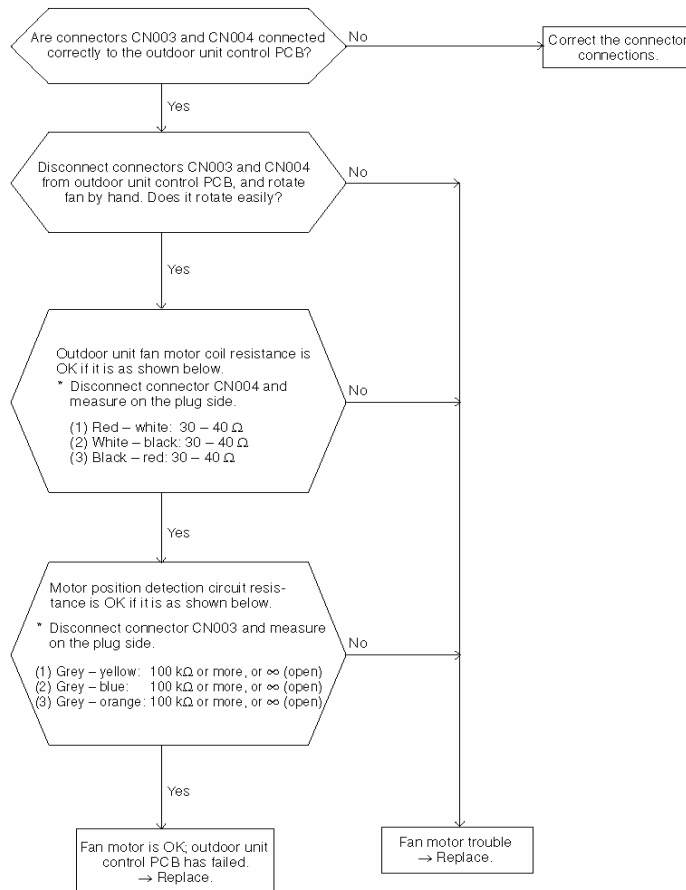 Are connectors CN003 and CN004 connected
correctly to the outdoor unit control PCB?
No
Correct the connector
connections.
Yes
Disconnect connectors CN003 and CN004
from outdoor unit control PCB, and rotate
fan by hand. Does it rotate easily?
No
Yes
Outdoor unit fan motor coil resistance is
OK if it is as shown below.
* Disconnect connector CN004 and
measure on the plug side.
(1) Red – white: 30 – 40 Ω
(2) White – black: 30 – 40 Ω
(3) Black – red: 30 – 40 Ω
No
Yes
Motor position detection circuit resis-
tance is OK if it is as shown below.
* Disconnect connector CN003 and measure
on the plug side.
(1) Grey – yellow: 100 kΩ or more, or ∞ (open)
(2) Grey – blue: 100 kΩ or more, or ∞ (open)
(3) Grey – orange: 100 kΩ or more, or ∞ (open)
No
Yes
Fan motor is OK; outdoor unit
control PCB has failed.
→ Replace.
Fan motor trouble
→ Replace.